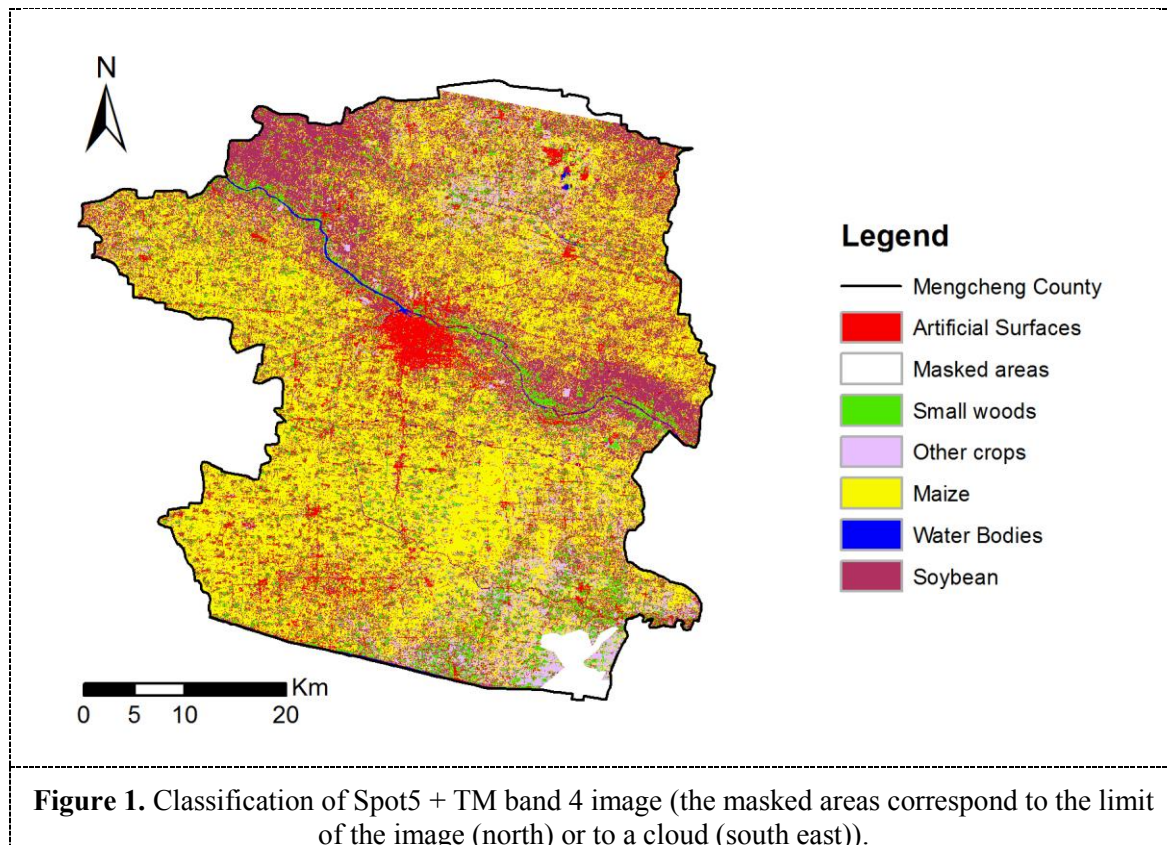 N
Legend
Mengcheng County
Artificial Surfaces
Masked areas
Small woods
Other crops
Maize
Water Bodies
Soybean
Km
0 5 10 20
Figure 1. Classification of Spot5 + TM band 4 image (the masked areas correspond to the limit
of the image (north) or to a cloud (south east)).